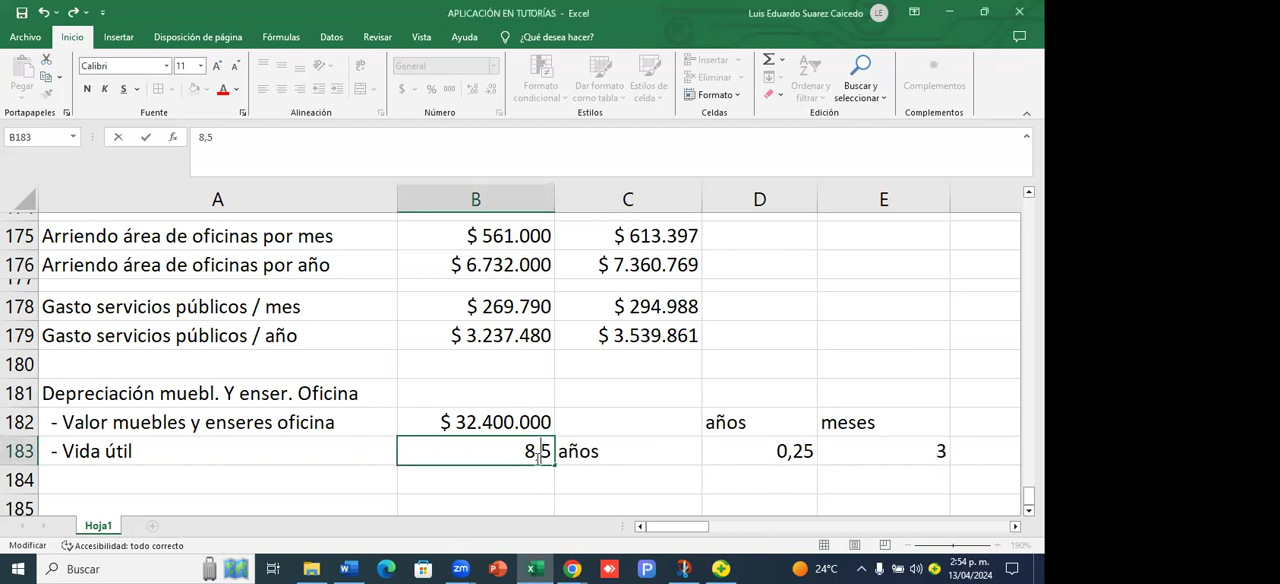 APLICACIÓN EN TUTORÍAS - Excel
Luis Eduardo Suarez Caicedo
LE
Archivo Inicio Insertar Disposición de página Fórmulas Datos Revisar Vista Ayuda ¿Qué desea hacer?
Pegar
Calibri 11
General
Formato condicional
Dar formato como tabla
Estilos de celda
Insertar
Eliminar
Formato
Ordenar y filtrar
Buscar y seleccionar
Complementos
N K S
$ % 000
Portapapeles Fuente Alineación Número Estilos Celdas Edición Complementos
B183 fx 8,5
A B C D E
175 Arriendo área de oficinas por mes $ 561.000 $ 613.397
176 Arriendo área de oficinas por año $ 6.732.000 $ 7.360.769
177
178 Gasto servicios públicos / mes $ 269.790 $ 294.988
179 Gasto servicios públicos / año $ 3.237.480 $ 3.539.861
180
181 Depreciación muebl. Y enser. Oficina
182 - Valor muebles y enseres oficina $ 32.400.000 años meses
183 - Vida útil 8,5 años 0,25 3
184
185
Hoja1
Modificar Accesibilidad: todo correcto 190%
Buscar
24°C
2:54 p. m.
13/04/2024